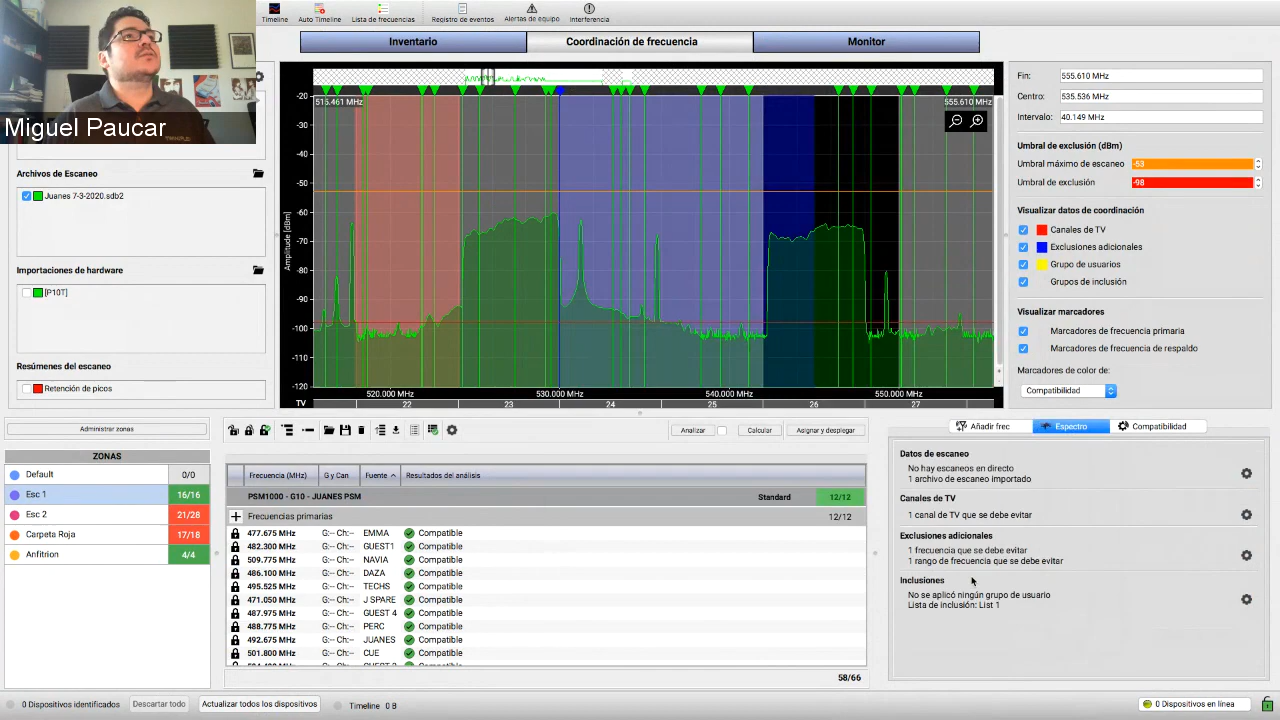 Timeline
Auto Timeline
Lista de frecuencias
Registro de eventos
Alertas de equipo
Interferencia
Inventario
Coordinación de frecuencia
Monitor
Miguel Paucar
515.461 MHz
555.610 MHz
-20
-30
-40
-50
-60
-70
-80
-90
-100
-110
-120
Amplitude [dBm]
520.000 MHz
530.000 MHz
540.000 MHz
550.000 MHz
TV
22
23
24
25
26
27
Fin:
555.610 MHz
Centro:
535.536 MHz
Intervalo:
40.149 MHz
Umbral de exclusión (dBm)
Umbral máximo de escaneo
-53
Umbral de exclusión
-98
Visualizar datos de coordinación
Canales de TV
Exclusiones adicionales
Grupo de usuarios
Grupos de inclusión
Visualizar marcadores
Marcadores de frecuencia primaria
Marcadores de frecuencia de respaldo
Marcadores de color de:
Compatibilidad
Archivos de Escaneo
Juanes 7-3-2020.sdb2
Importaciones de hardware
[P10T]
Resúmenes del escaneo
Retención de picos
Administrar zonas
ZONAS
Default 0/0
Esc 1 16/16
Esc 2 21/28
Carpeta Roja 17/18
Anfitrion 4/4
Analizar
Calcular
Asignar y desplegar
Frecuencia (MHz) G y Can Fuente Resultados del análisis
PSM1000 - G10 - JUANES PSM Standard 12/12
Frecuencias primarias 12/12
477.675 MHz G:-- Ch:-- EMMA Compatible
482.300 MHz G:-- Ch:-- GUEST1 Compatible
509.775 MHz G:-- Ch:-- NAVIA Compatible
486.100 MHz G:-- Ch:-- DAZA Compatible
495.525 MHz G:-- Ch:-- TECHS Compatible
471.050 MHz G:-- Ch:-- J SPARE Compatible
487.975 MHz G:-- Ch:-- GUEST 4 Compatible
488.775 MHz G:-- Ch:-- PERC Compatible
492.675 MHz G:-- Ch:-- JUANES Compatible
501.800 MHz G:-- Ch:-- CUE Compatible
58/66
Añadir frec
Espectro
Compatibilidad
Datos de escaneo
No hay escaneos en directo
1 archivo de escaneo importado
Canales de TV
1 canal de TV que se debe evitar
Exclusiones adicionales
1 frecuencia que se debe evitar
1 rango de frecuencia que se debe evitar
Inclusiones
No se aplicó ningún grupo de usuario
Lista de inclusión: List 1
0 Dispositivos identificados
Descartar todo
Actualizar todos los dispositivos
Timeline 0 B
0 Dispositivos en línea